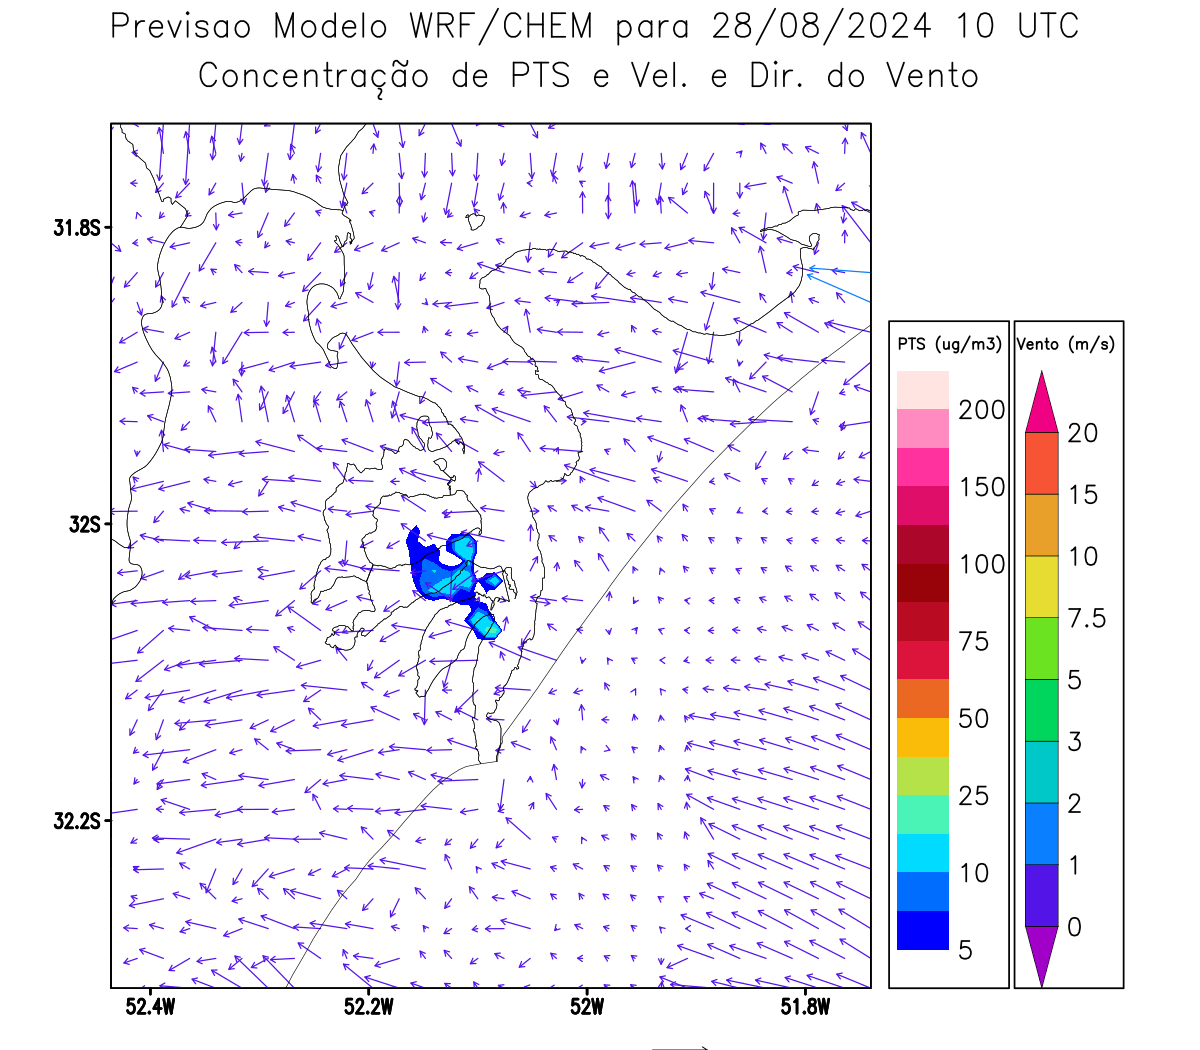 Previsao Modelo WRF/CHEM para 28/08/2024 10 UTC
Concentração de PTS e Vel. e Dir. do Vento
31.8S
32S
32.2S
52.4W
52.2W
52W
51.8W
PTS (ug/m3)
200
150
100
75
50
25
10
5
Vento (m/s)
20
15
10
7.5
5
3
2
1
0